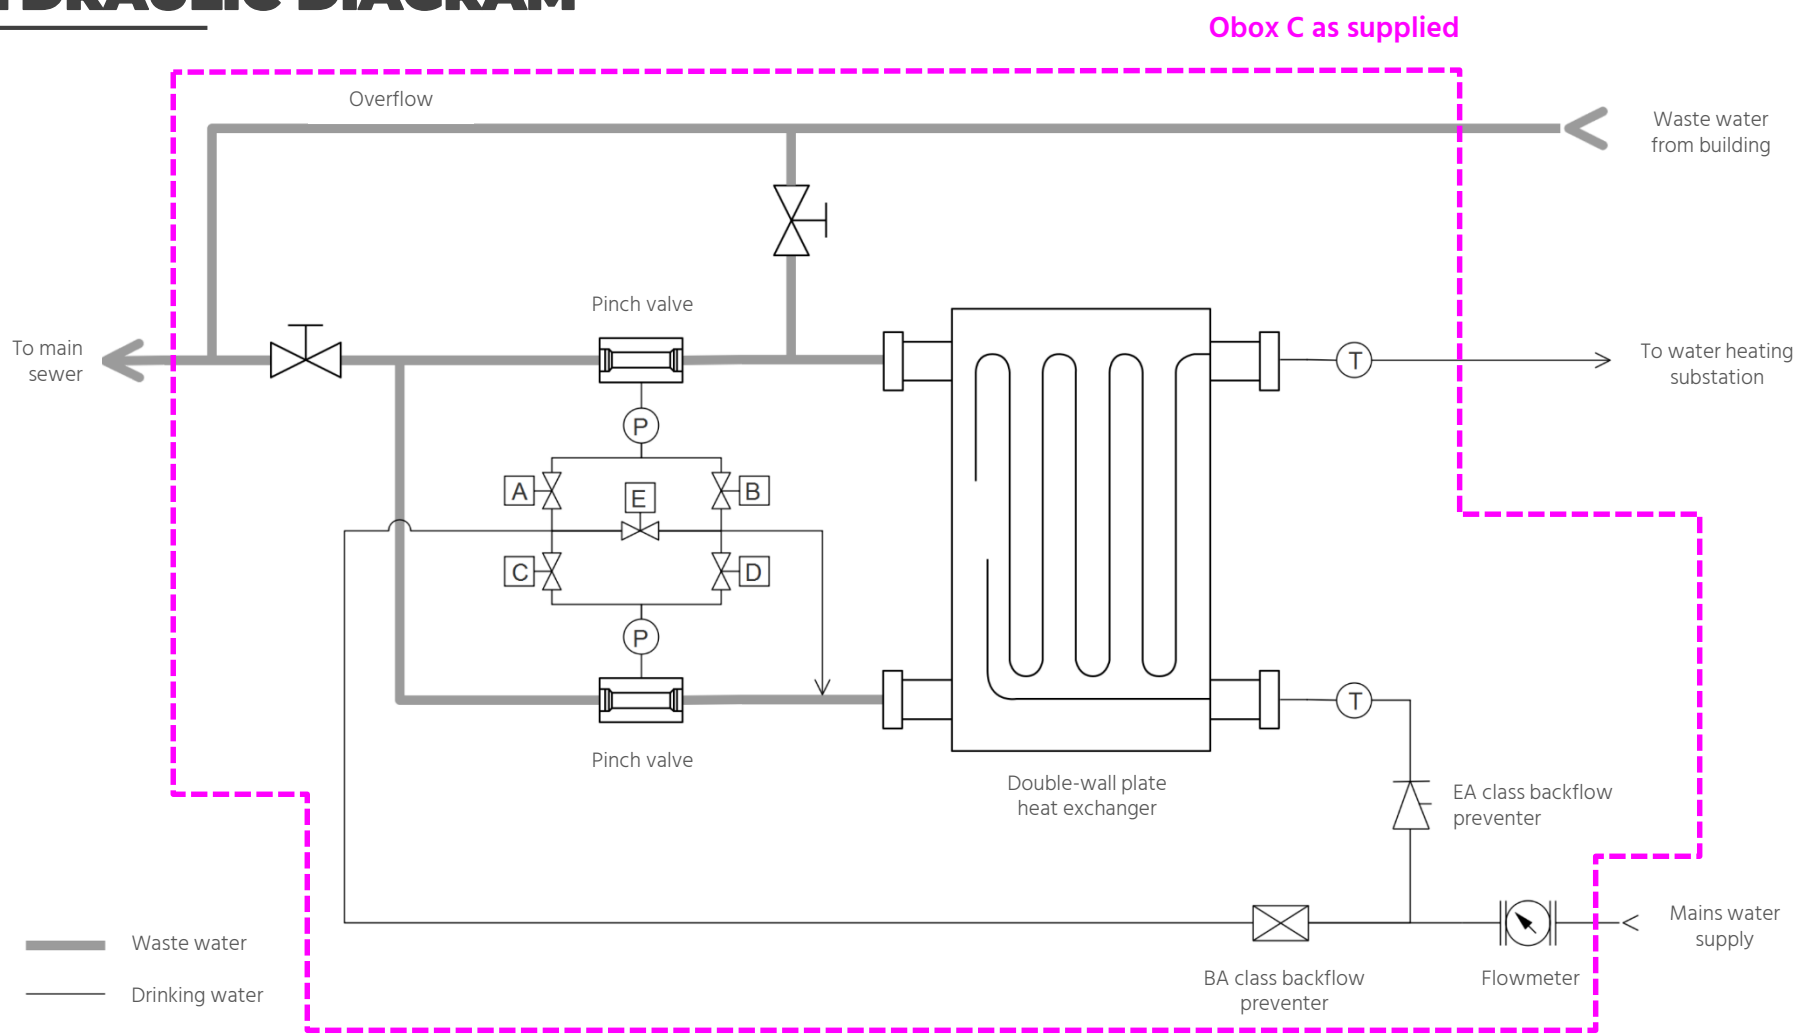 DRAULIC DIAGRAM
Obox C as supplied
Overflow
Waste water
from building
Pinch valve
To main
sewer
T
To water heating
substation
P
A
E
B
C
D
P
T
Pinch valve
Double-wall plate
heat exchanger
EA class backflow
preventer
Mains water
supply
Waste water
BA class backflow
preventer
Flowmeter
Drinking water